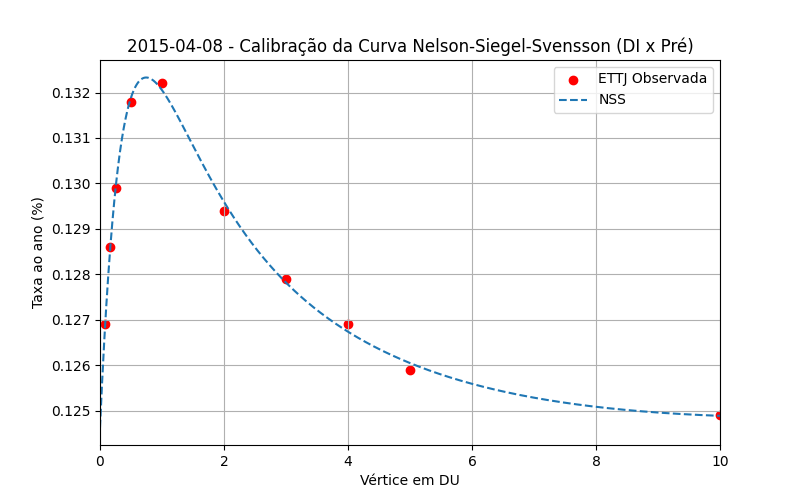 2015-04-08 - Calibração da Curva Nelson-Siegel-Svensson (DI x Pré)
ETTJ Observada
NSS
Taxa ao ano (%)
0.132
0.131
0.130
0.129
0.128
0.127
0.126
0.125
0 2 4 6 8 10
Vértice em DU